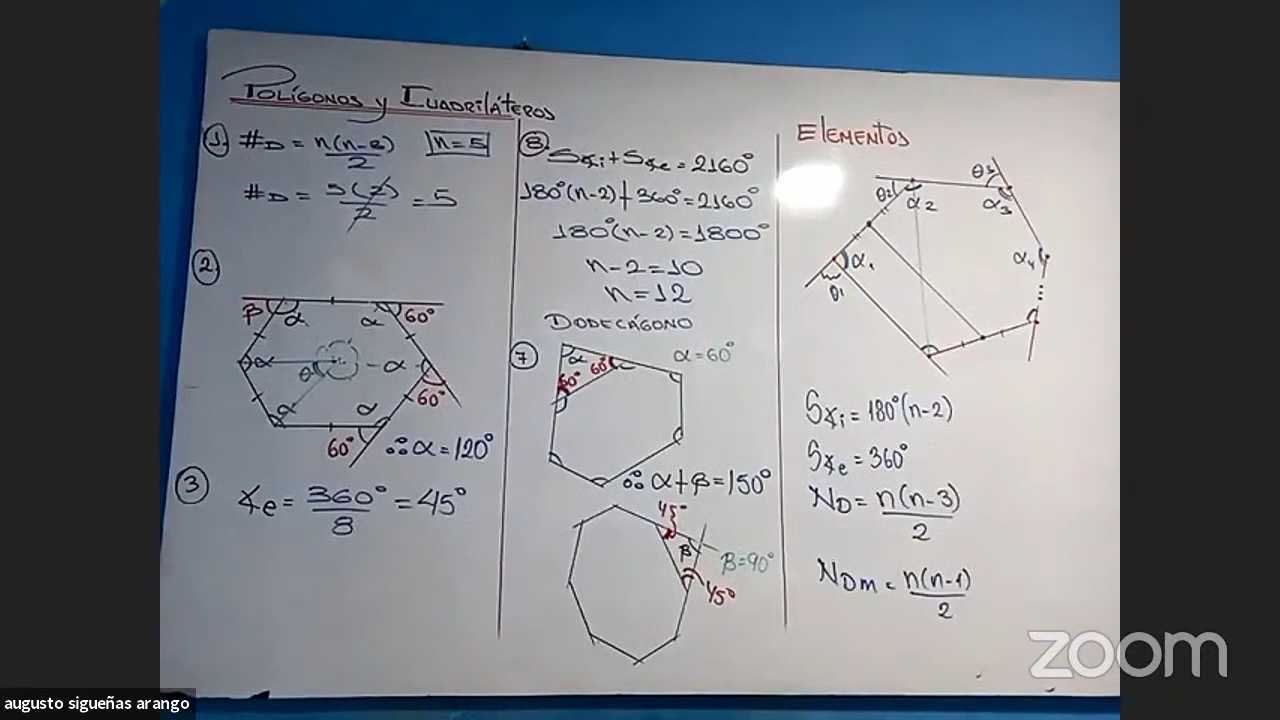 Polígonos y Cuadriláteros
1. #D = n(n-3)/2 n=5
#D = 5(2)/2 = 5
2
β α α 60°
α θ α
60°
α α
60° ∴ α = 120°
3 ∡e = 360°/8 = 45°
8 S∡i + S∡e = 2160°
180°(n-2) + 360° = 2160°
180°(n-2) = 1800°
n-2 = 10
n = 12
Dodecágono
7 α 60° 60° α = 60°
∴ α + β = 150°
45°
β β = 90°
45°
Elementos
θ2 α2 θ3 α3
α1 α4
θ1
S∡i = 180°(n-2)
S∡e = 360°
ND = n(n-3)/2
NDm = n(n-1)/2
zoom
augusto sigueñas arango